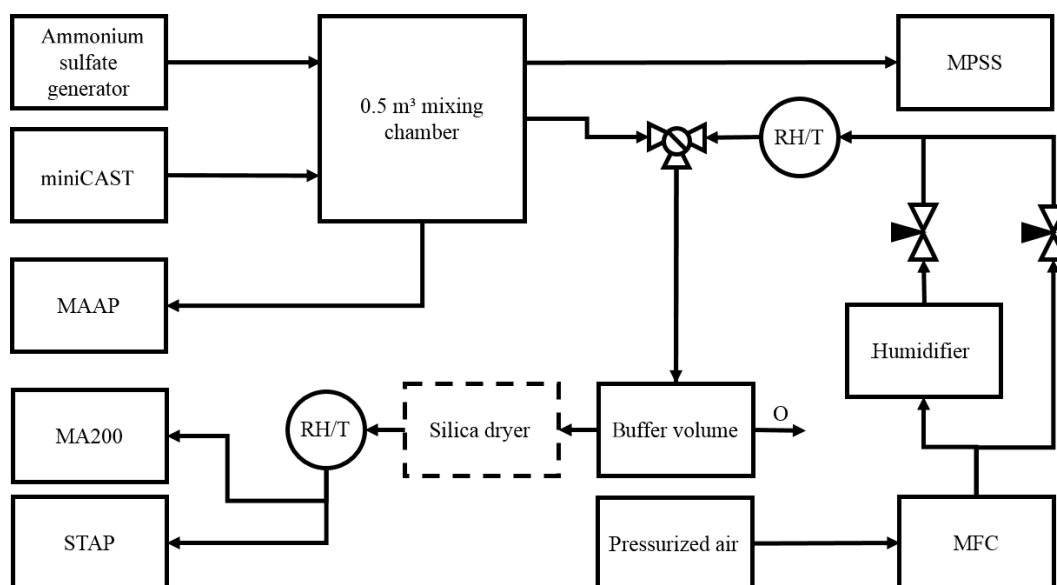 Ammonium
sulfate
generator
0.5 m³ mixing
chamber
MPSS
RH/T
miniCAST
MAAP
Humidifier
MA200
RH/T
Silica dryer
Buffer volume
O
STAP
Pressurized air
MFC